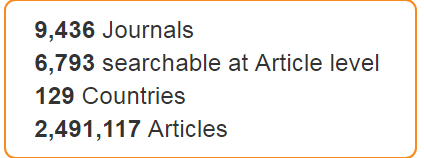 9,436 Journals
6,793 searchable at Article level
129 Countries
2,491,117 Articles